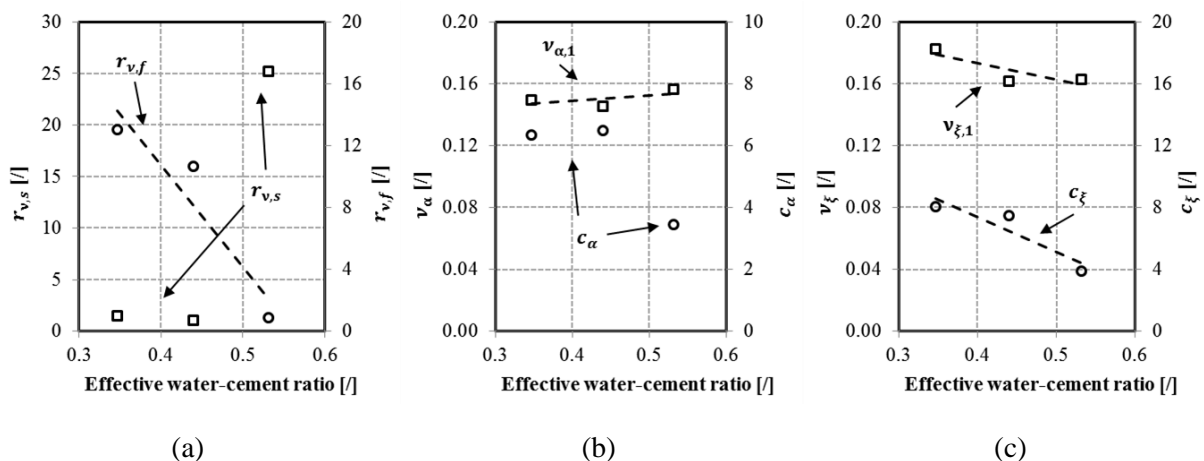 30
25
20
15
10
5
0
20
16
12
8
4
0
0.3 0.4 0.5 0.6
r_{ν,s} [/]
r_{ν,f} [/]
r_{ν,f}
r_{ν,s}
Effective water-cement ratio [/]
(a)
0.20
0.16
0.12
0.08
0.04
0.00
10
8
6
4
2
0
0.3 0.4 0.5 0.6
ν_α [/]
c_α [/]
ν_{α,1}
c_α
Effective water-cement ratio [/]
(b)
0.20
0.16
0.12
0.08
0.04
0.00
20
16
12
8
4
0
0.3 0.4 0.5 0.6
ν_ξ [/]
c_ξ [/]
ν_{ξ,1}
c_ξ
Effective water-cement ratio [/]
(c)